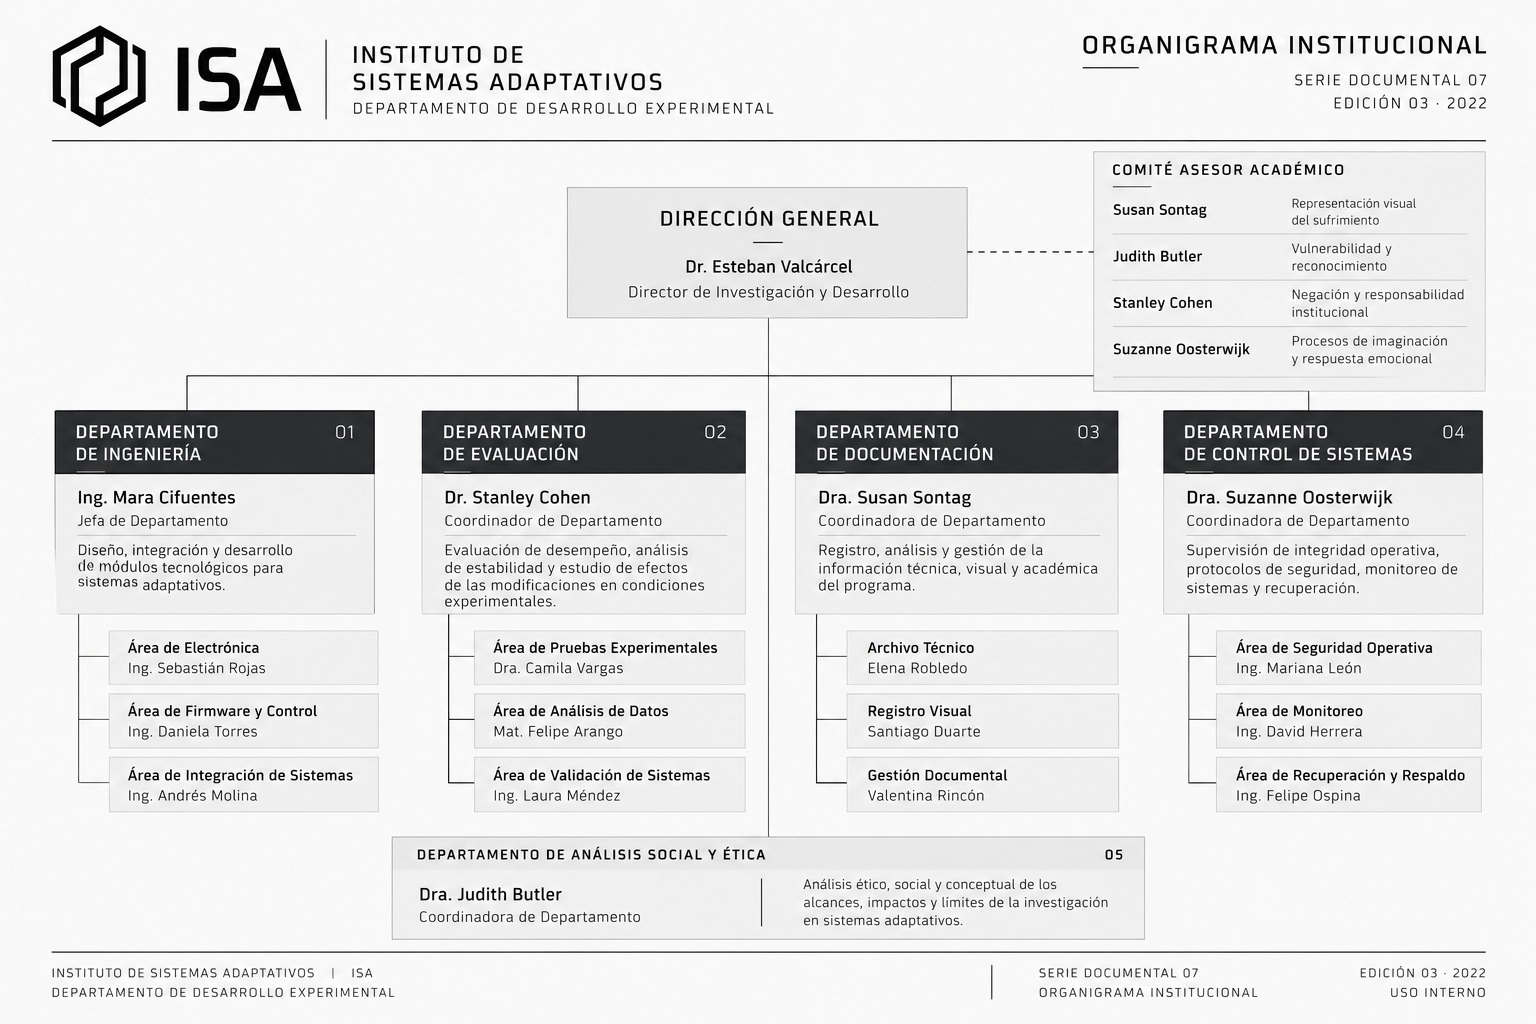 ISA
INSTITUTO DE
SISTEMAS ADAPTATIVOS
DEPARTAMENTO DE DESARROLLO EXPERIMENTAL
ORGANIGRAMA INSTITUCIONAL
SERIE DOCUMENTAL 07
EDICIÓN 03 · 2022
DIRECCIÓN GENERAL
Dr. Esteban Valcárcel
Director de Investigación y Desarrollo
COMITÉ ASESOR ACADÉMICO
Susan Sontag
Representación visual
del sufrimiento
Judith Butler
Vulnerabilidad y
reconocimiento
Stanley Cohen
Negación y responsabilidad
institucional
Suzanne Oosterwijk
Procesos de imaginación
y respuesta emocional
DEPARTAMENTO 01
DE INGENIERÍA
Ing. Mara Cifuentes
Jefa de Departamento
Diseño, integración y desarrollo
de módulos tecnológicos para
sistemas adaptativos.
Área de Electrónica
Ing. Sebastián Rojas
Área de Firmware y Control
Ing. Daniela Torres
Área de Integración de Sistemas
Ing. Andrés Molina
DEPARTAMENTO 02
DE EVALUACIÓN
Dr. Stanley Cohen
Coordinador de Departamento
Evaluación de desempeño, análisis
de estabilidad y estudio de efectos
de las modificaciones en condiciones
experimentales.
Área de Pruebas Experimentales
Dra. Camila Vargas
Área de Análisis de Datos
Mat. Felipe Arango
Área de Validación de Sistemas
Ing. Laura Méndez
DEPARTAMENTO 03
DE DOCUMENTACIÓN
Dra. Susan Sontag
Coordinadora de Departamento
Registro, análisis y gestión de la
información técnica, visual y académica
del programa.
Archivo Técnico
Elena Robledo
Registro Visual
Santiago Duarte
Gestión Documental
Valentina Rincón
DEPARTAMENTO 04
DE CONTROL DE SISTEMAS
Dra. Suzanne Oosterwijk
Coordinadora de Departamento
Supervisión de integridad operativa,
protocolos de seguridad, monitoreo de
sistemas y recuperación.
Área de Seguridad Operativa
Ing. Mariana León
Área de Monitoreo
Ing. David Herrera
Área de Recuperación y Respaldo
Ing. Felipe Ospina
DEPARTAMENTO DE ANÁLISIS SOCIAL Y ÉTICA 05
Dra. Judith Butler
Coordinadora de Departamento
Análisis ético, social y conceptual de los
alcances, impactos y límites de la investigación
en sistemas adaptativos.
INSTITUTO DE SISTEMAS ADAPTATIVOS | ISA
DEPARTAMENTO DE DESARROLLO EXPERIMENTAL
SERIE DOCUMENTAL 07
ORGANIGRAMA INSTITUCIONAL
EDICIÓN 03 · 2022
USO INTERNO